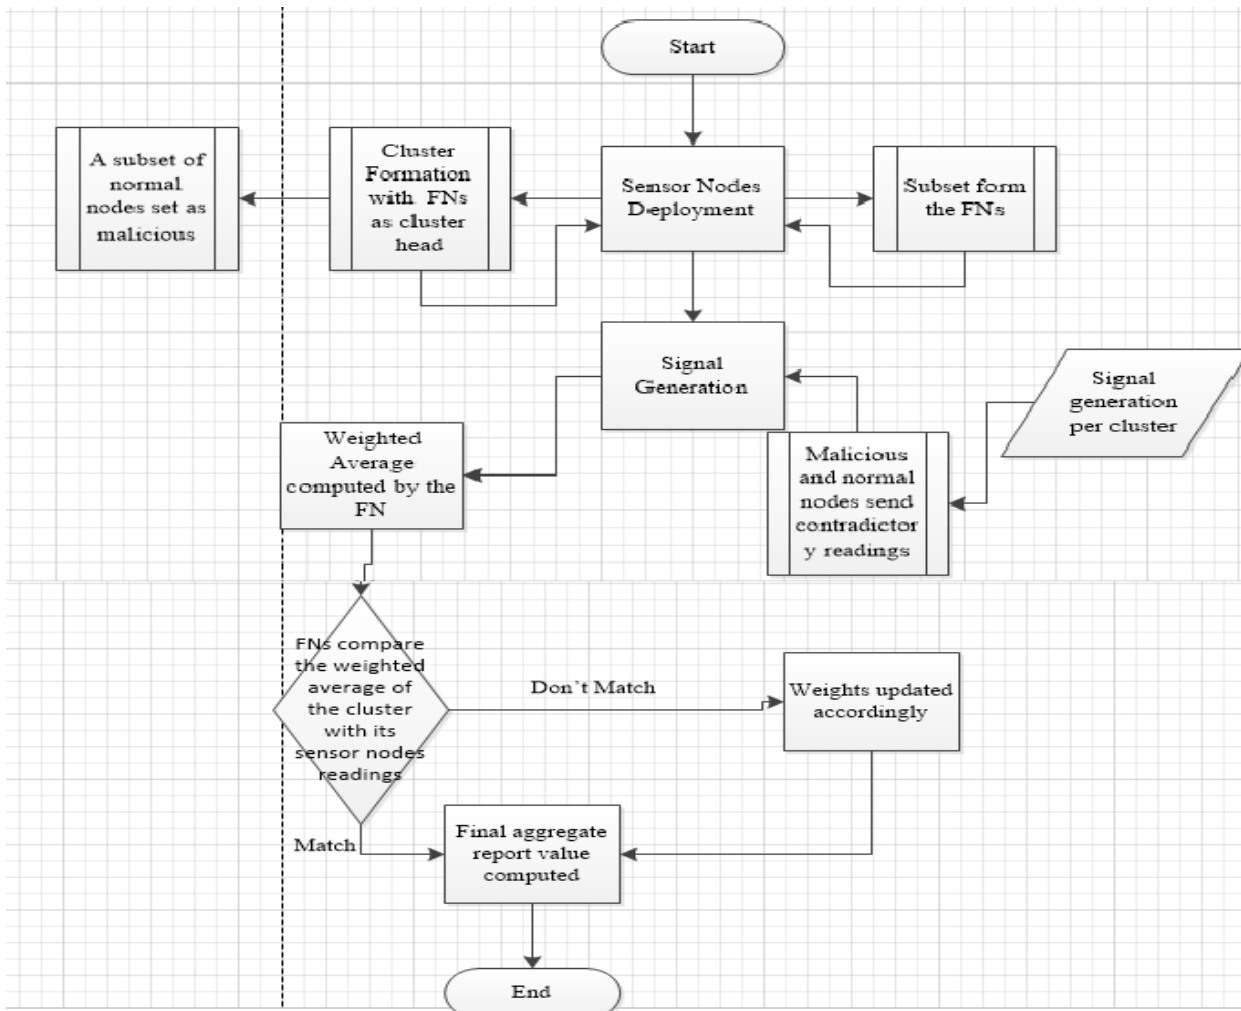 Start
A subset of
normal
nodes set as
malicious
Cluster
Formation
with FNs
as cluster
head
Semsor Nodes
Deployment
Subset form
the FNs
Signal
Generation
Signal
generation
per cluster
Weighted
Average
computed by the
FN
Malicious
and normal
nodes send
contradictor
y readings
FNs compare
the weighted
average of
the cluster
with its
sensor nodes
readings
Don't Match
Weights updated
accordingly
Match
Final aggregate
report value
computed
End